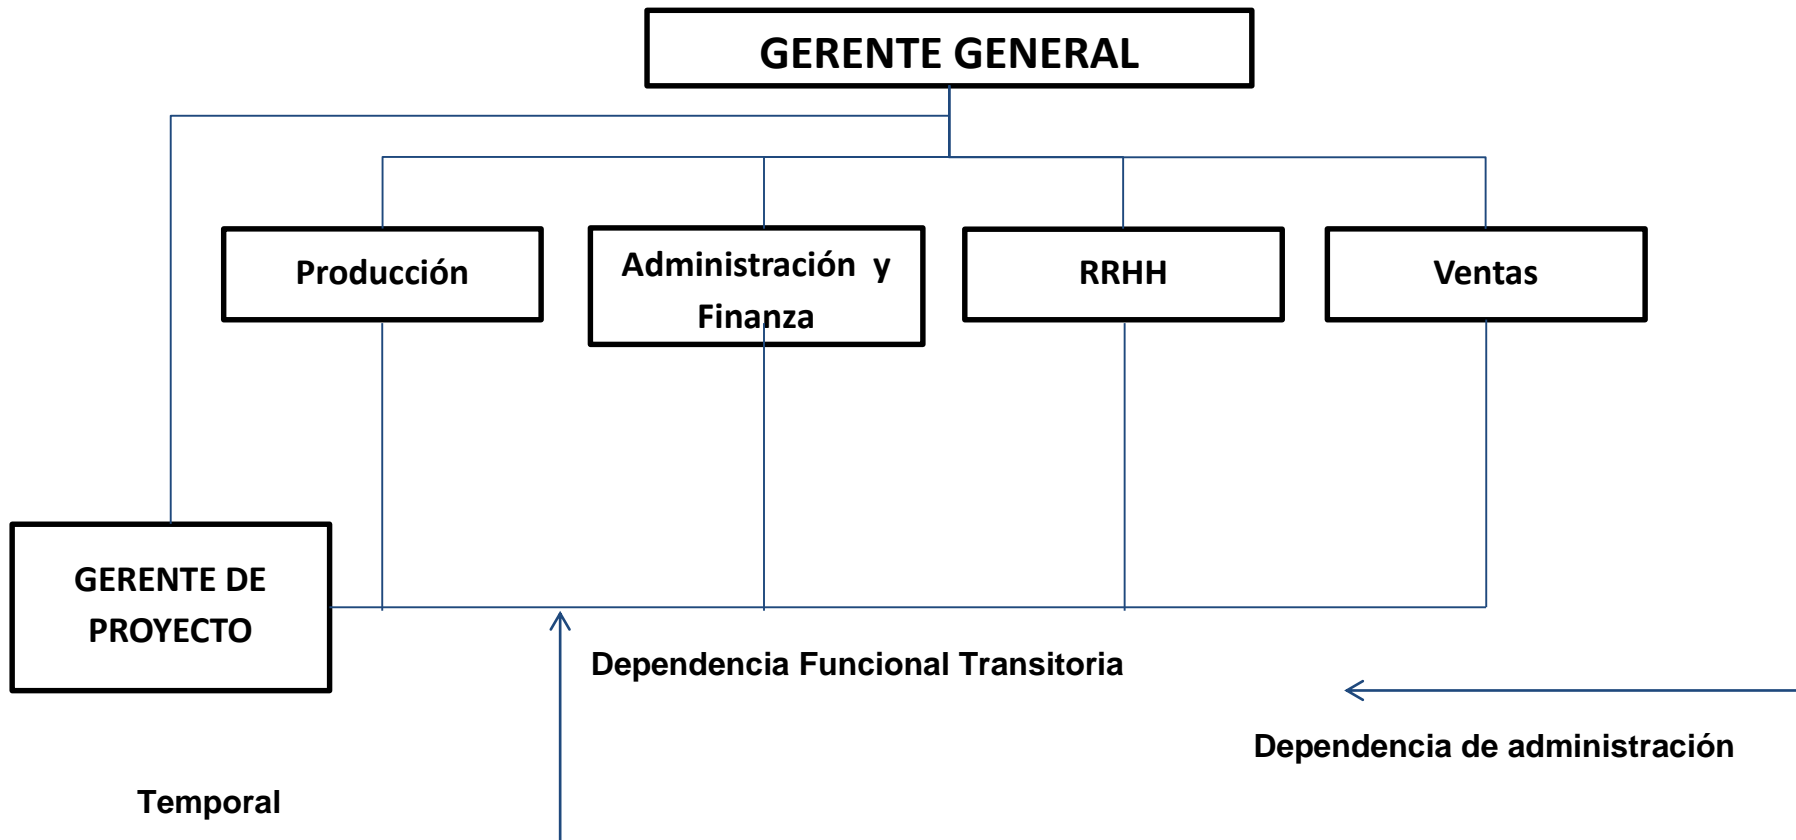 GERENTE GENERAL
Producción
Administración y
Finanza
RRHH
Ventas
GERENTE DE
PROYECTO
Dependencia Funcional Transitoria
Dependencia de administración
Temporal